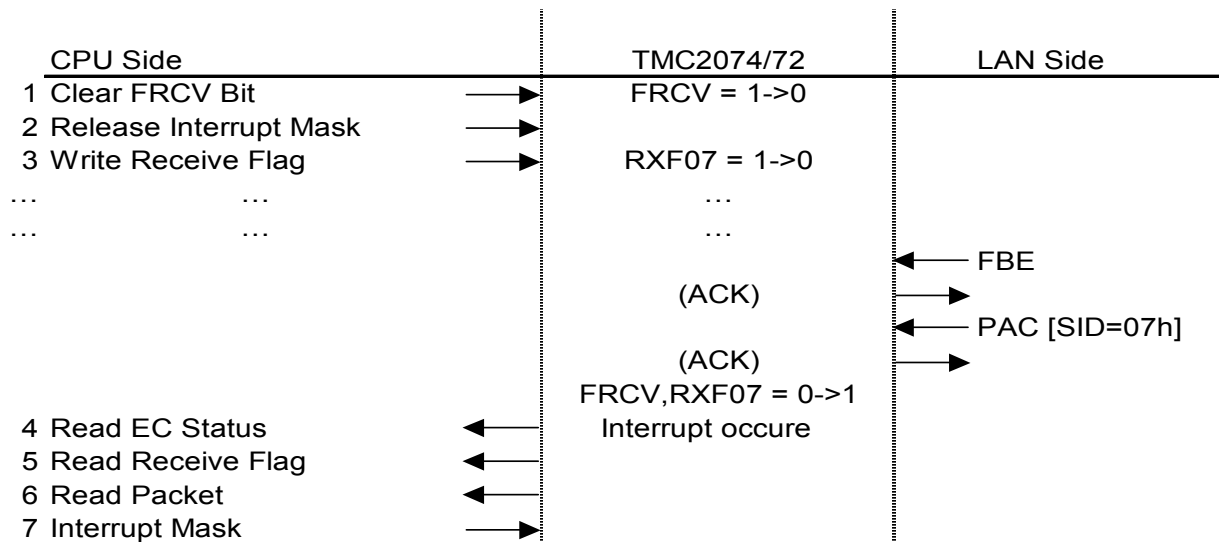 CPU Side TMC2074/72 LAN Side
1 Clear FRCV Bit FRCV = 1->0
2 Release Interrupt Mask
3 Write Receive Flag RXF07 = 1->0
... ... ...
... ... ...
FBE
(ACK)
PAC [SID=07h]
(ACK)
FRCV,RXF07 = 0->1
4 Read EC Status Interrupt occure
5 Read Receive Flag
6 Read Packet
7 Interrupt Mask